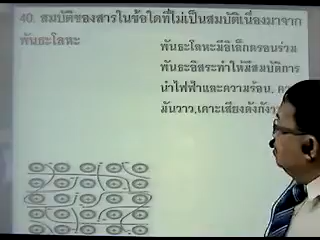 40. สมบัติของสารในข้อใดที่ไม่เป็นสมบัติเนื่องมาจาก
พันธะโลหะ
พันธะโลหะมีอิเล็กตรอนร่วม
พันธะอิสระทำให้มีสมบัติการ
นำไฟฟ้าและความร้อน,
มันวาว,เคาะเสียงดังกังวา